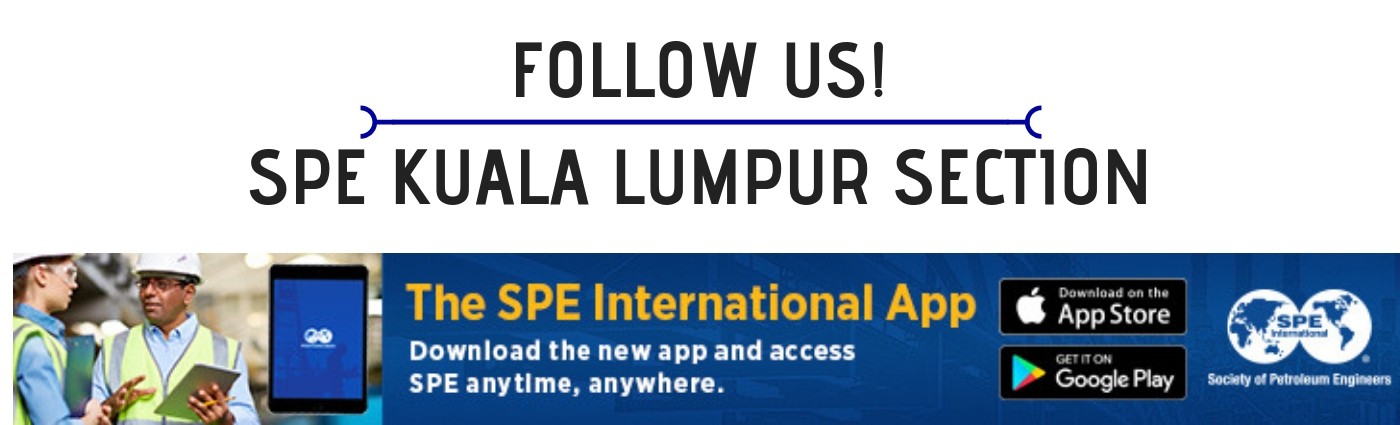 FOLLOW US!
SPE KUALA LUMPUR SECTION
The SPE International App
Download the new app and access
SPE anytime, anywhere.
Download on the
App Store
GET IT ON
Google Play
SPE
International
®
Society of Petroleum Engineers